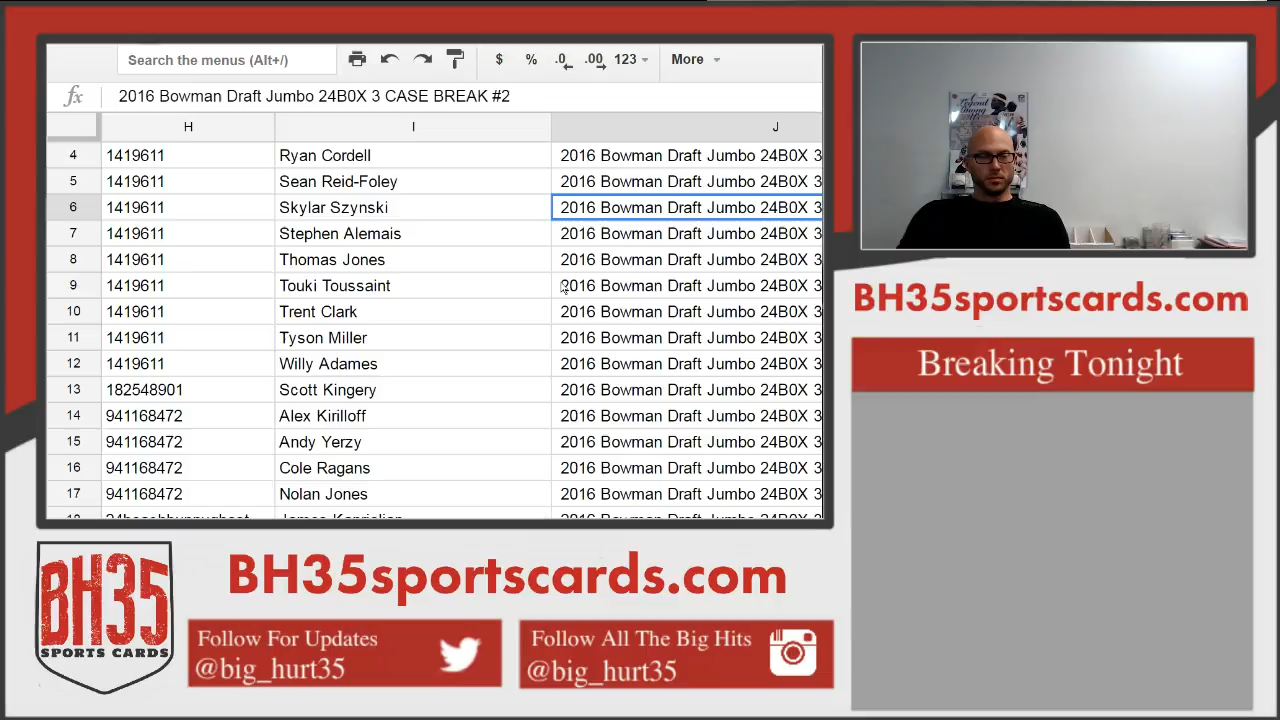 Search the menus (Alt+/)
$ % .0 .00 123 More
fx 2016 Bowman Draft Jumbo 24B0X 3 CASE BREAK #2
H I J
4 1419611 Ryan Cordell 2016 Bowman Draft Jumbo 24B0X 3
5 1419611 Sean Reid-Foley 2016 Bowman Draft Jumbo 24B0X 3
6 1419611 Skylar Szynski 2016 Bowman Draft Jumbo 24B0X 3
7 1419611 Stephen Alemais 2016 Bowman Draft Jumbo 24B0X 3
8 1419611 Thomas Jones 2016 Bowman Draft Jumbo 24B0X 3
9 1419611 Touki Toussaint 2016 Bowman Draft Jumbo 24B0X 3
10 1419611 Trent Clark 2016 Bowman Draft Jumbo 24B0X 3
11 1419611 Tyson Miller 2016 Bowman Draft Jumbo 24B0X 3
12 1419611 Willy Adames 2016 Bowman Draft Jumbo 24B0X 3
13 182548901 Scott Kingery 2016 Bowman Draft Jumbo 24B0X 3
14 941168472 Alex Kirilloff 2016 Bowman Draft Jumbo 24B0X 3
15 941168472 Andy Yerzy 2016 Bowman Draft Jumbo 24B0X 3
16 941168472 Cole Ragans 2016 Bowman Draft Jumbo 24B0X 3
17 941168472 Nolan Jones 2016 Bowman Draft Jumbo 24B0X 3
BH35sportscards.com
Breaking Tonight
BH35
SPORTS CARDS
BH35sportscards.com
Follow For Updates
@big_hurt35
Follow All The Big Hits
@big_hurt35